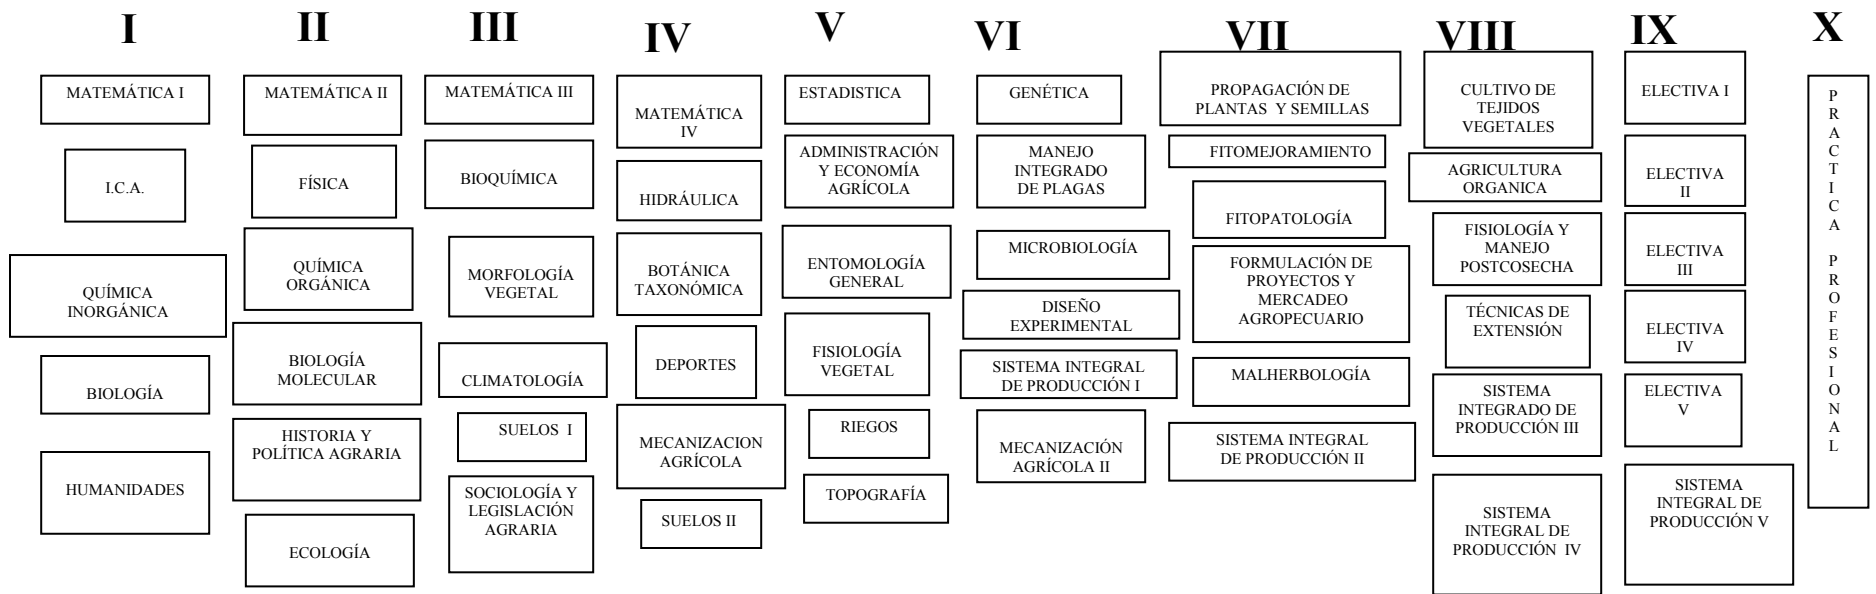 I
II
III
IV
V
VI
VII
VIII
IX
X
MATEMÁTICA I
I.C.A.
QUÍMICA
INORGÁNICA
BIOLOGÍA
HUMANIDADES
MATEMÁTICA II
FÍSICA
QUÍMICA
ORGÁNICA
BIOLOGÍA
MOLECULAR
HISTORIA Y
POLÍTICA AGRARIA
ECOLOGÍA
MATEMÁTICA III
BIOQUÍMICA
MORFOLOGÍA
VEGETAL
CLIMATOLOGÍA
SUELOS I
SOCIOLOGÍA Y
LEGISLACIÓN
AGRARIA
MATEMÁTICA
IV
HIDRÁULICA
BOTÁNICA
TAXONÓMICA
DEPORTES
MECANIZACION
AGRÍCOLA
SUELOS II
ESTADISTICA
ADMINISTRACIÓN
Y ECONOMÍA
AGRÍCOLA
ENTOMOLOGÍA
GENERAL
FISIOLOGÍA
VEGETAL
RIEGOS
TOPOGRAFÍA
GENÉTICA
MANEJO
INTEGRADO
DE PLAGAS
MICROBIOLOGÍA
DISEÑO
EXPERIMENTAL
SISTEMA INTEGRAL
DE PRODUCCIÓN I
MECANIZACIÓN
AGRÍCOLA II
PROPAGACIÓN DE
PLANTAS Y SEMILLAS
FITOMEJORAMIENTO
FITOPATOLOGÍA
FORMULACIÓN DE
PROYECTOS Y
MERCADEO
AGROPECUARIO
MALHERBOLOGÍA
SISTEMA INTEGRAL
DE PRODUCCIÓN II
CULTIVO DE
TEJIDOS
VEGETALES
AGRICULTURA
ORGANICA
FISIOLOGÍA Y
MANEJO
POSTCOSECHA
TÉCNICAS DE
EXTENSIÓN
SISTEMA
INTEGRADO DE
PRODUCCIÓN III
SISTEMA
INTEGRAL DE
PRODUCCIÓN IV
ELECTIVA I
ELECTIVA
II
ELECTIVA
III
ELECTIVA
IV
ELECTIVA
V
SISTEMA
INTEGRAL DE
PRODUCCIÓN V
PRACTICA PROFESIONAL